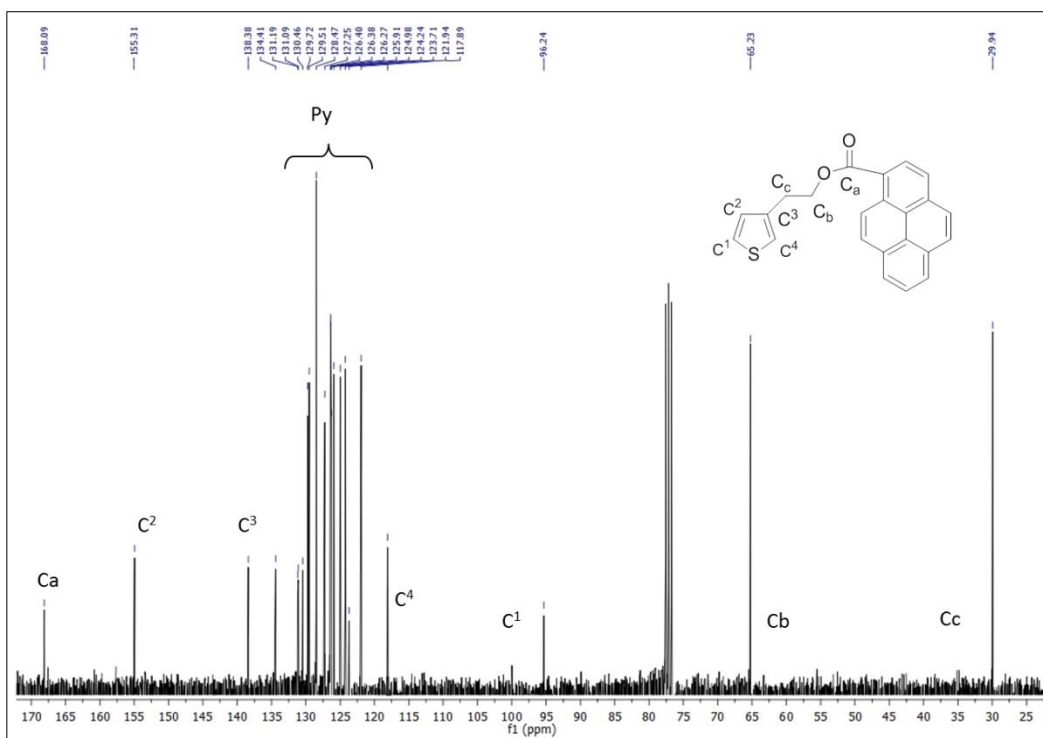 168.09
155.31
138.38
134.41
131.19
131.09
130.46
129.72
129.51
128.47
127.25
126.40
126.38
126.27
125.91
124.98
124.24
123.71
121.94
117.89
96.24
65.23
29.94
Py
O
O
Ca
Cc
Cb
C2
C3
C1
S
C4
C2
C3
Ca
C4
C1
Cb
Cc
170 165 160 155 150 145 140 135 130 125 120 115 110 105 100 95 90 85 80 75 70 65 60 55 50 45 40 35 30 25
f1 (ppm)